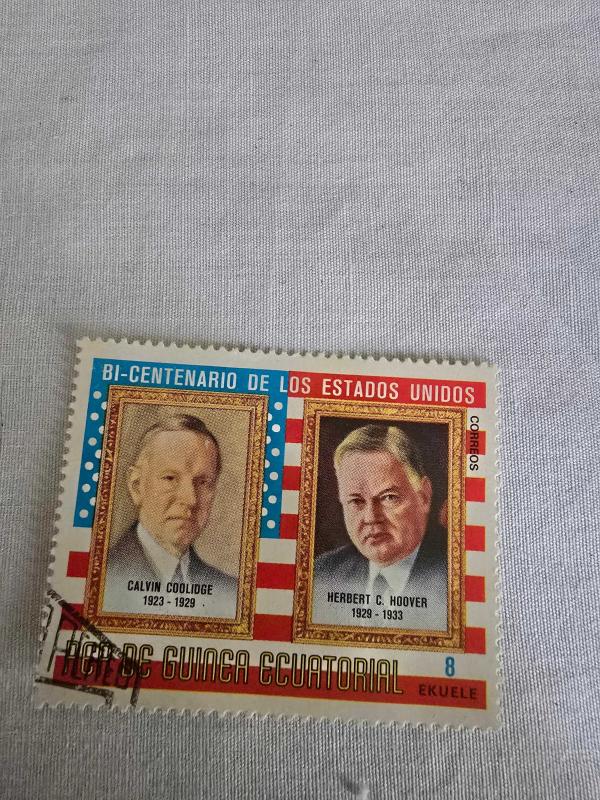 BI-CENTENARIO DE LOS ESTADOS UNIDOS
CORREOS
CALVIN COOLIDGE
1923 - 1929
HERBERT C. HOOVER
1929 - 1933
REP. DE GUINEA ECUATORIAL
8
EKUELE